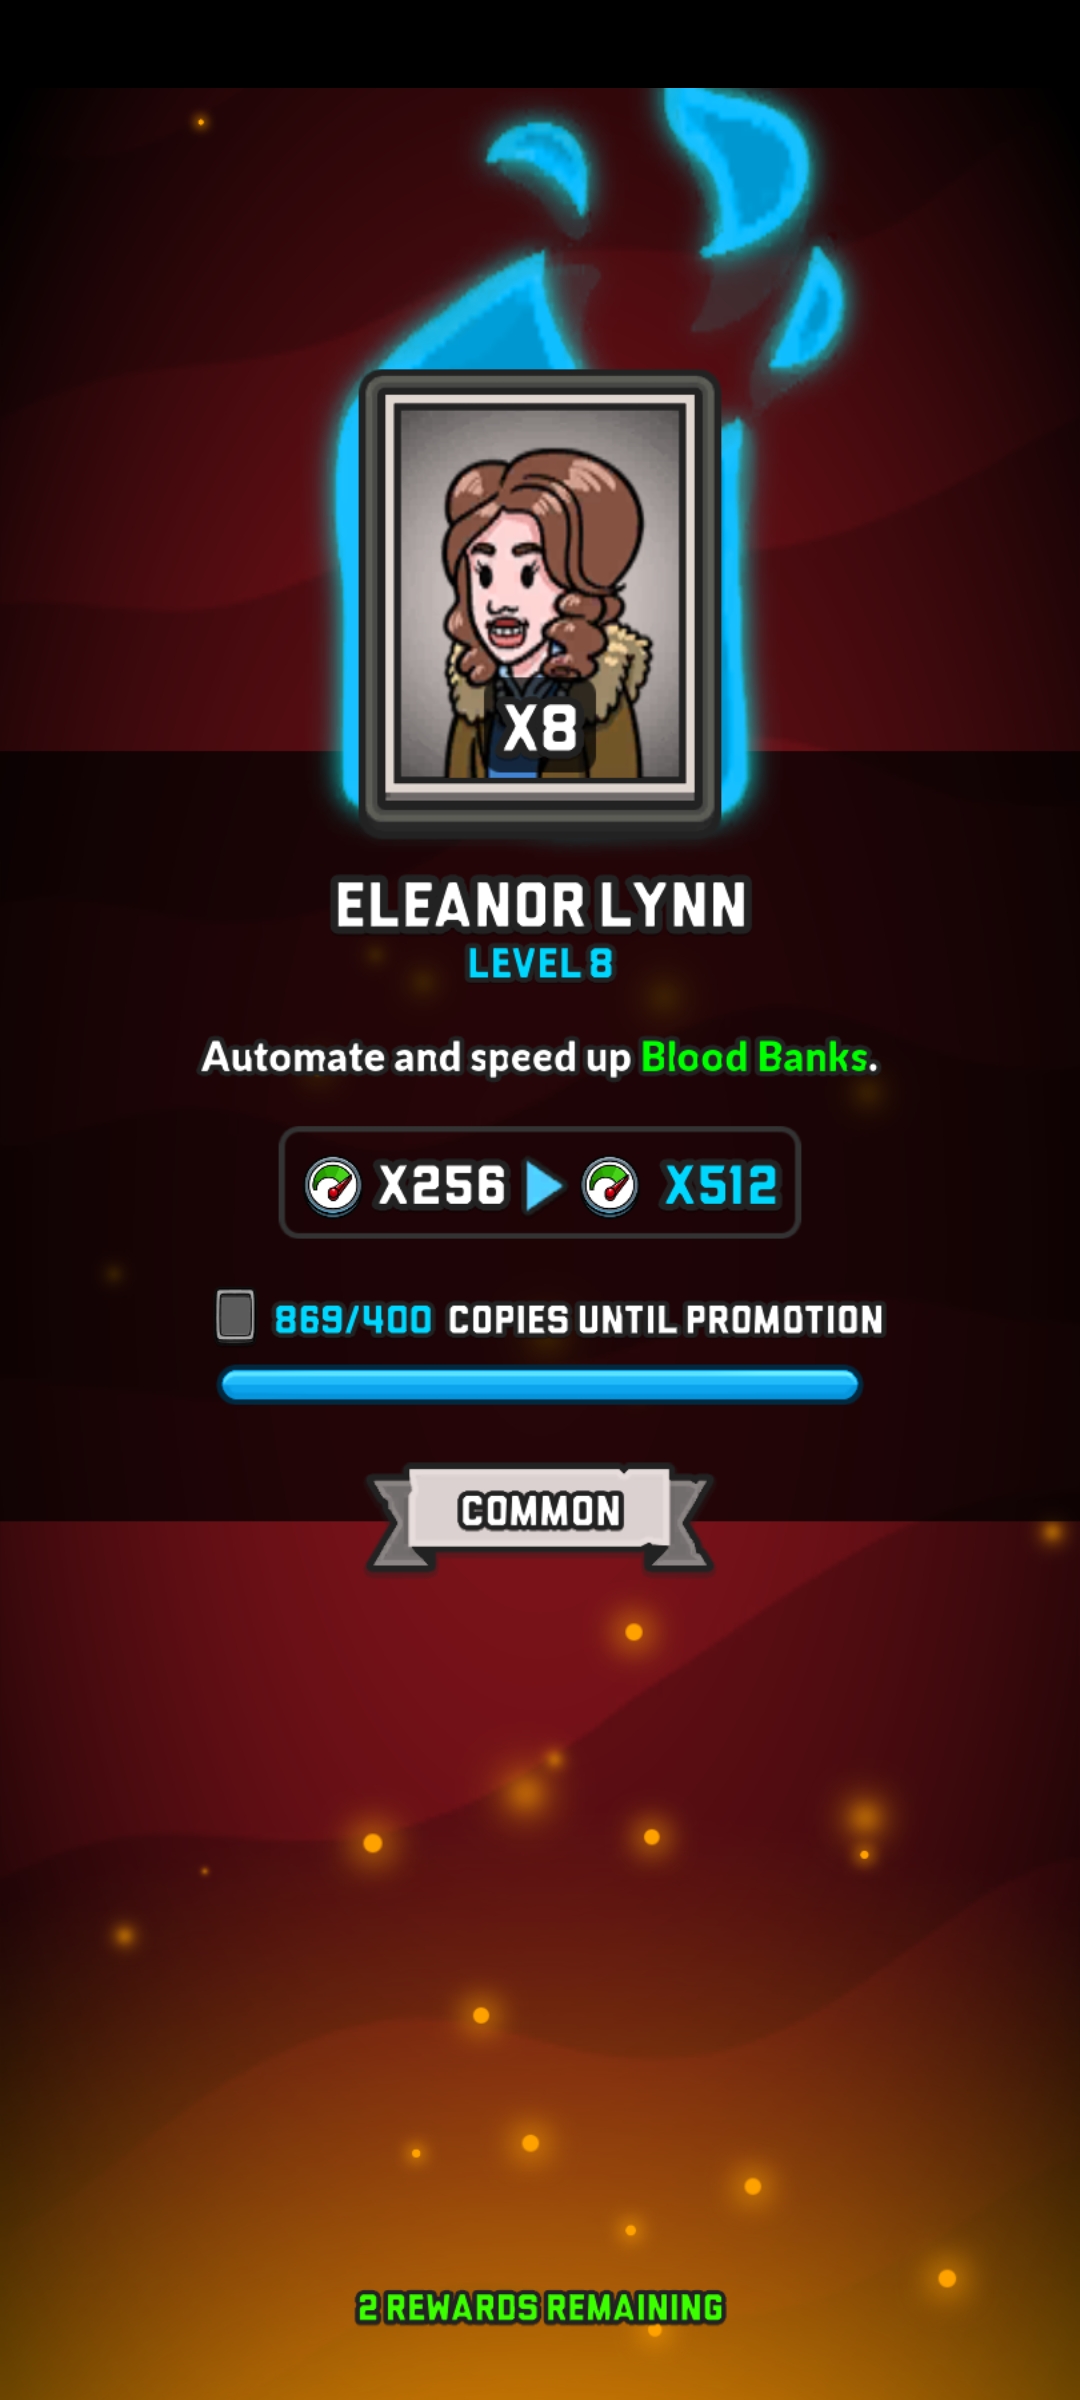 X8
ELEANOR LYNN
LEVEL 8
Automate and speed up Blood Banks.
X256 X512
869/400 COPIES UNTIL PROMOTION
COMMON
2 REWARDS REMAINING